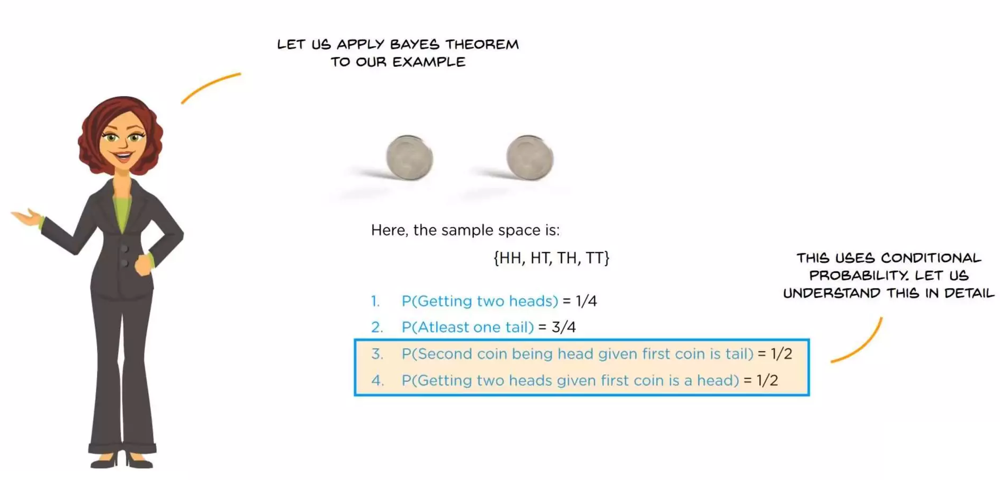 LET US APPLY BAYES THEOREM
TO OUR EXAMPLE
Here, the sample space is:
{HH, HT, TH, TT}
1. P(Getting two heads) = 1/4
2. P(Atleast one tail) = 3/4
3. P(Second coin being head given first coin is tail) = 1/2
4. P(Getting two heads given first coin is a head) = 1/2
THIS USES CONDITIONAL
PROBABILITY. LET US
UNDERSTAND THIS IN DETAIL